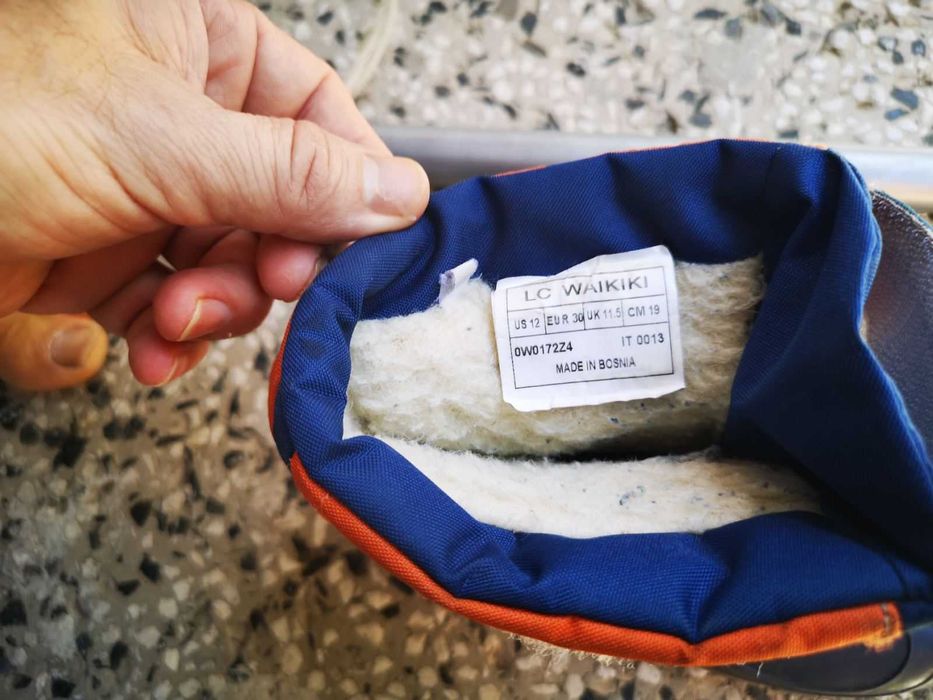 LC WAIKIKI
US 12 EUR 30 UK 11.5 CM 19
0W0172Z4 IT 0013
MADE IN BOSNIA